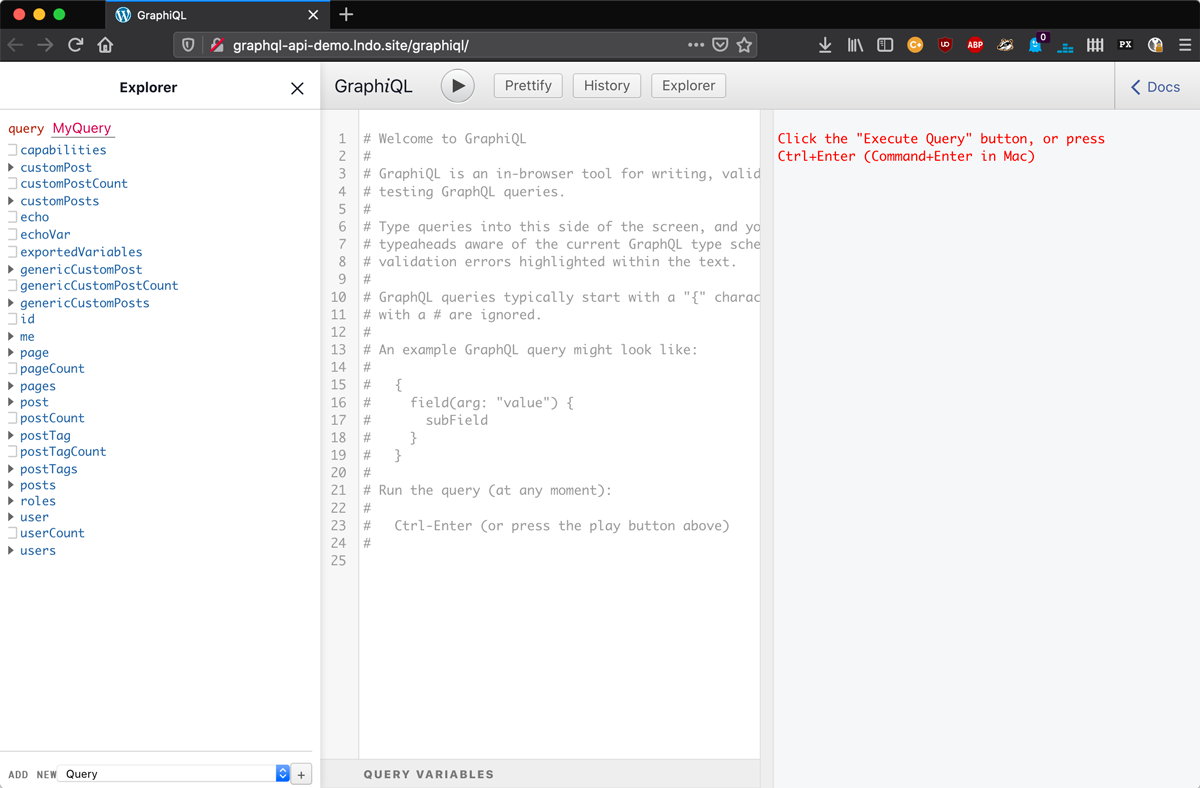 GraphiQL
graphql-api-demo.lndo.site/graphiql/
C+
UD
ABP
0
PX
Explorer
GraphiQL
Prettify
History
Explorer
Docs
query MyQuery
capabilities
customPost
customPostCount
customPosts
echo
echoVar
exportedVariables
genericCustomPost
genericCustomPostCount
genericCustomPosts
id
me
page
pageCount
pages
post
postCount
postTag
postTagCount
postTags
posts
roles
user
userCount
users
ADD NEW Query +
1 # Welcome to GraphiQL
2 #
3 # GraphiQL is an in-browser tool for writing, valid
4 # testing GraphQL queries.
5 #
6 # Type queries into this side of the screen, and yo
7 # typeaheads aware of the current GraphQL type sche
8 # validation errors highlighted within the text.
9 #
10 # GraphQL queries typically start with a "{" charac
11 # with a # are ignored.
12 #
13 # An example GraphQL query might look like:
14 #
15 #   {
16 #     field(arg: "value") {
17 #       subField
18 #     }
19 #   }
20 #
21 # Run the query (at any moment):
22 #
23 #   Ctrl-Enter (or press the play button above)
24 #
25
QUERY VARIABLES
Click the "Execute Query" button, or press
Ctrl+Enter (Command+Enter in Mac)